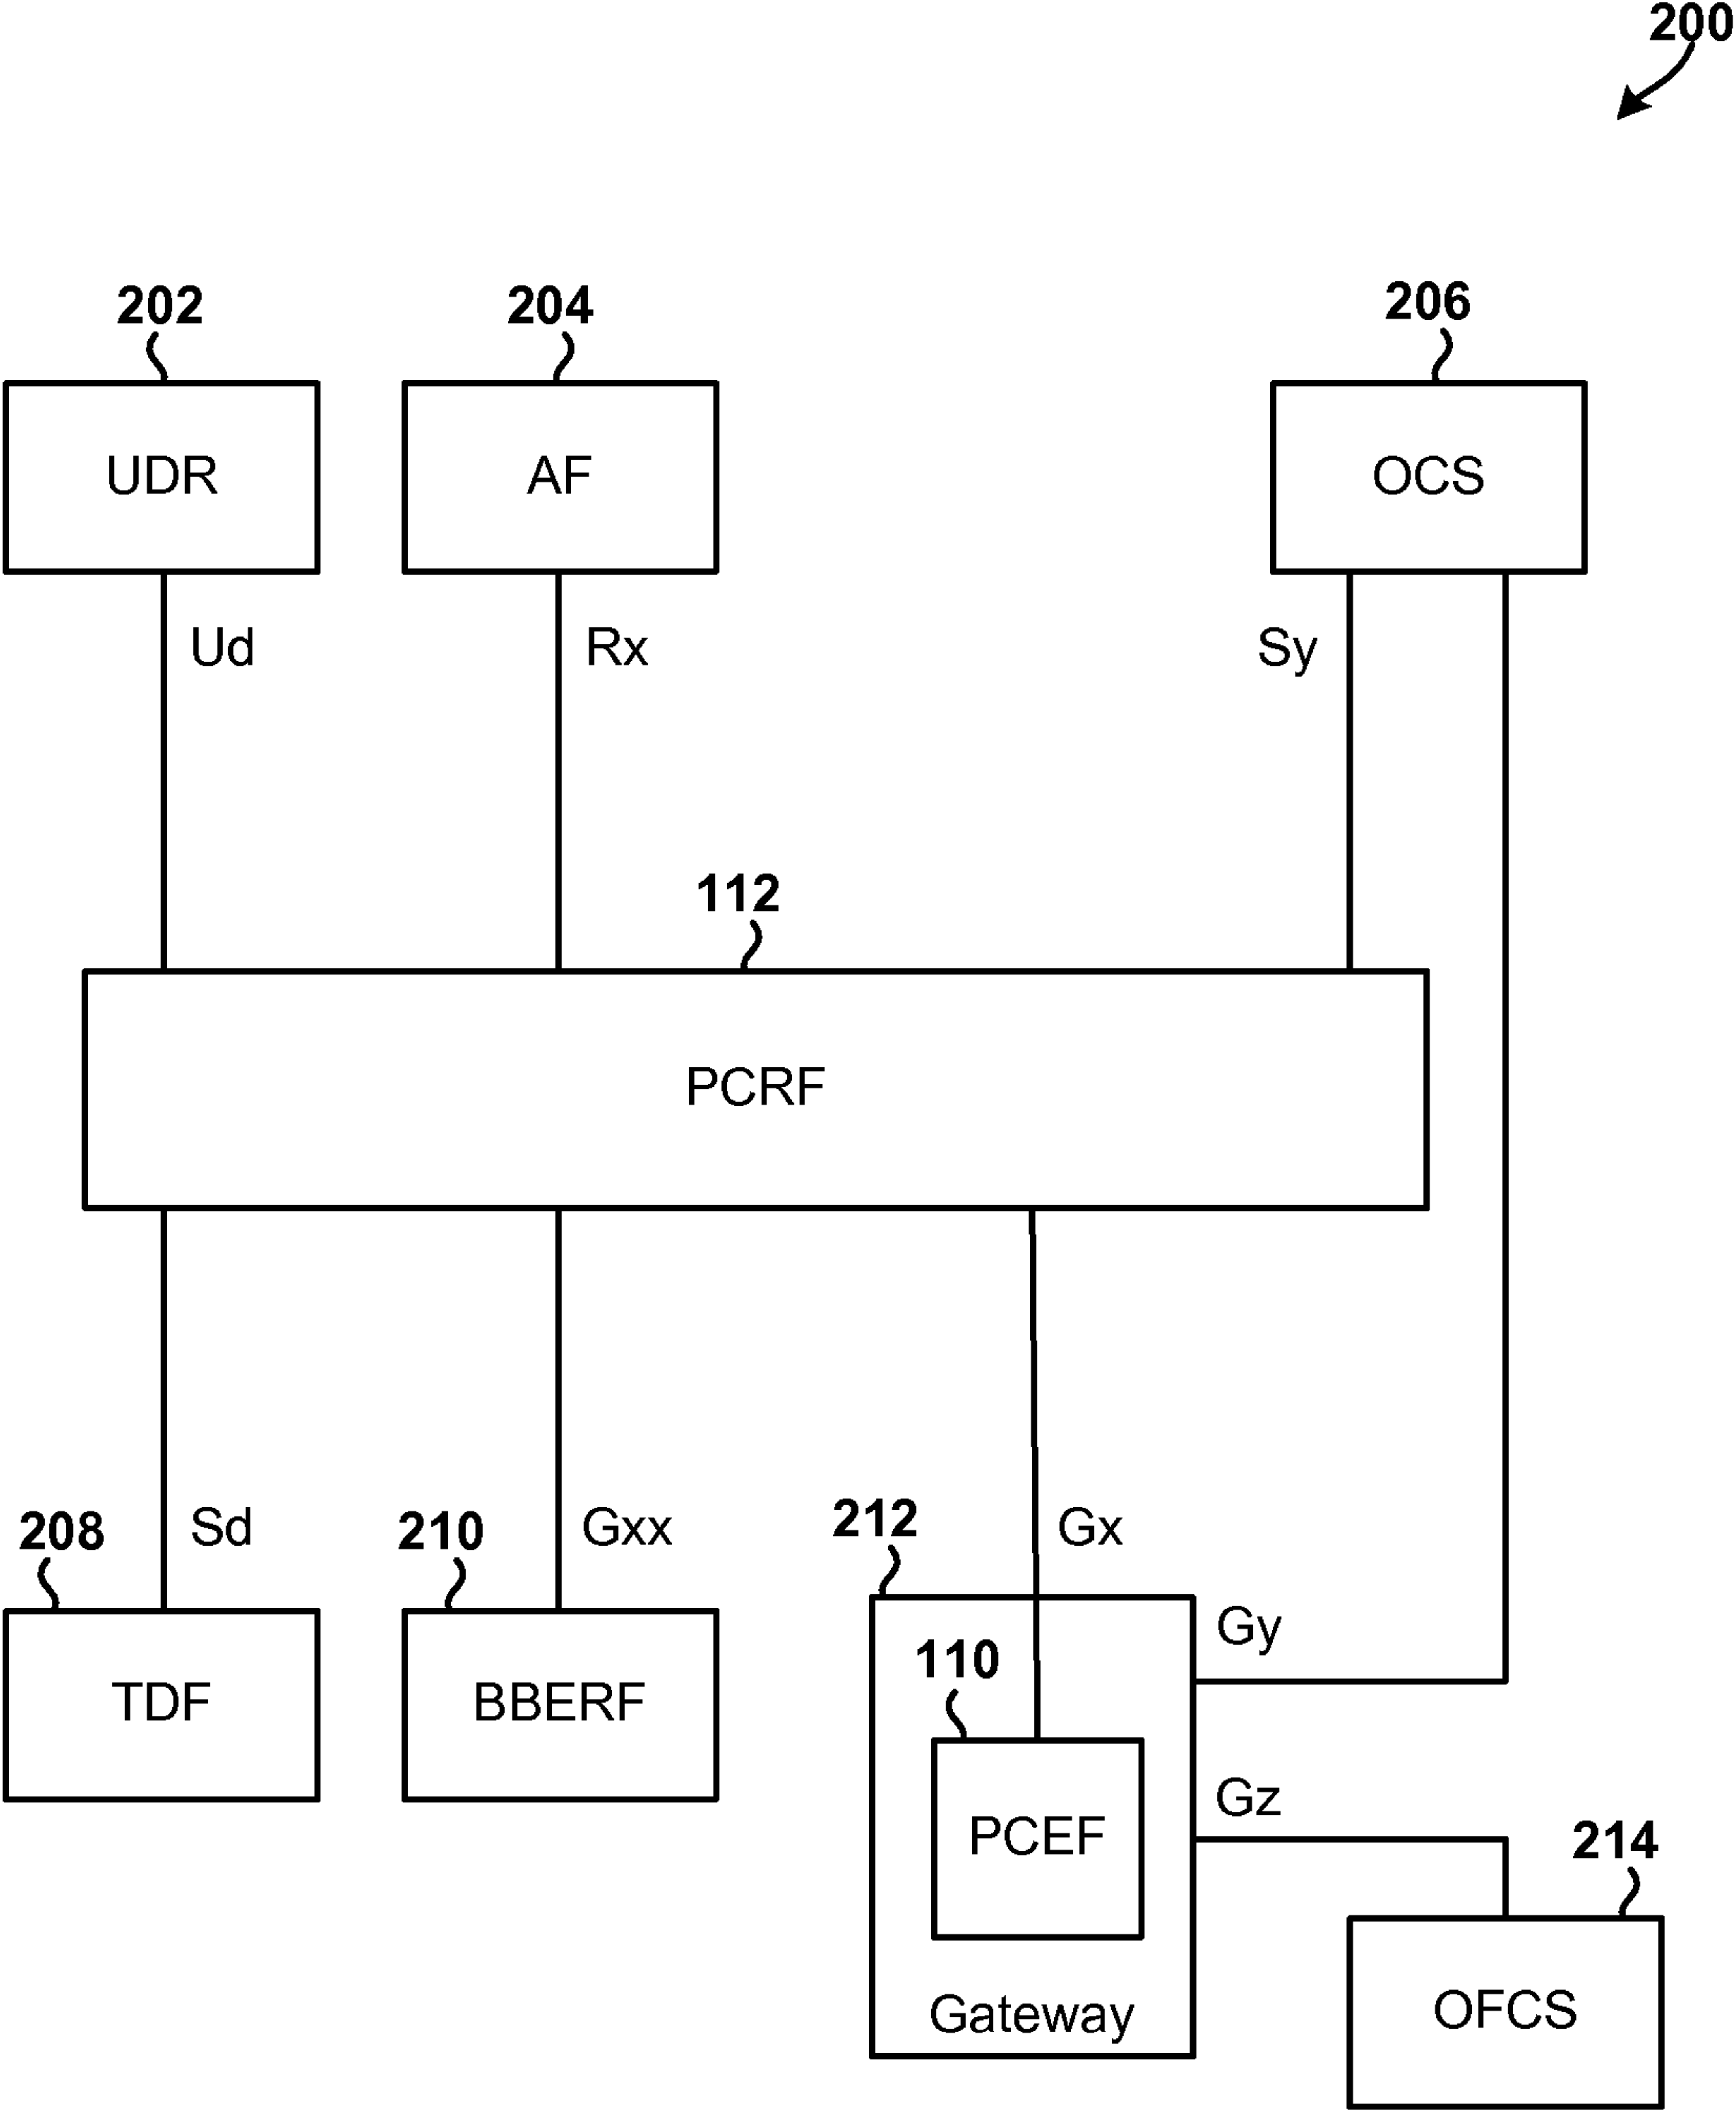 200
202
204
206
UDR
AF
OCS
Ud
Rx
Sy
112
PCRF
208
Sd
210
Gxx
212
Gx
Gy
110
TDF
BBERF
Gz
PCEF
214
Gateway
OFCS